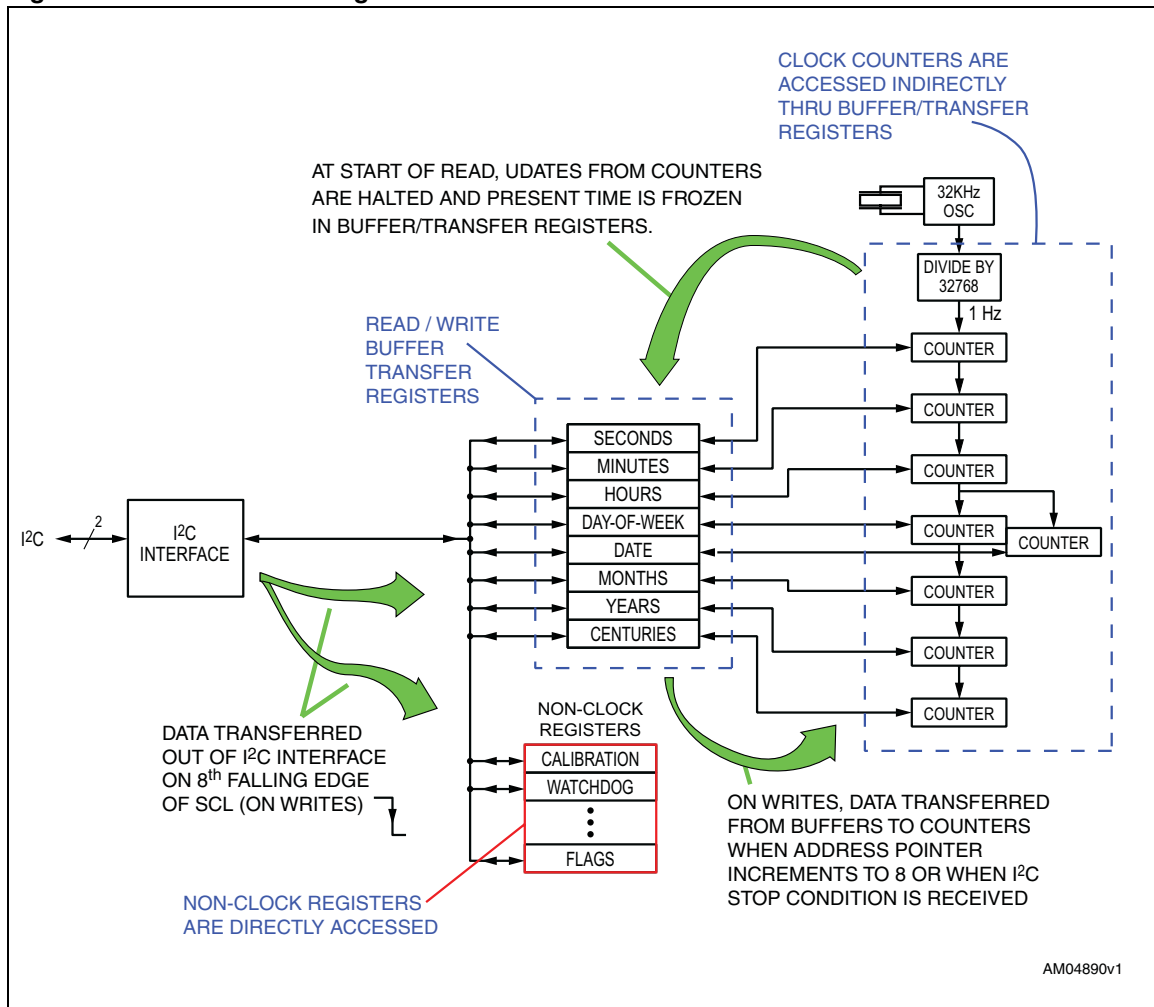 CLOCK COUNTERS ARE
ACCESSED INDIRECTLY
THRU BUFFER/TRANSFER
REGISTERS
AT START OF READ, UDATES FROM COUNTERS
ARE HALTED AND PRESENT TIME IS FROZEN
IN BUFFER/TRANSFER REGISTERS.
32KHz
OSC
DIVIDE BY
32768
1 Hz
READ / WRITE
BUFFER
TRANSFER
REGISTERS
COUNTER
COUNTER
COUNTER
COUNTER
COUNTER
COUNTER
COUNTER
COUNTER
SECONDS
MINUTES
HOURS
DAY-OF-WEEK
DATE
MONTHS
YEARS
CENTURIES
I²C
2
I²C
INTERFACE
DATA TRANSFERRED
OUT OF I²C INTERFACE
ON 8th FALLING EDGE
OF SCL (ON WRITES)
NON-CLOCK
REGISTERS
CALIBRATION
WATCHDOG
FLAGS
NON-CLOCK REGISTERS
ARE DIRECTLY ACCESSED
ON WRITES, DATA TRANSFERRED
FROM BUFFERS TO COUNTERS
WHEN ADDRESS POINTER
INCREMENTS TO 8 OR WHEN I²C
STOP CONDITION IS RECEIVED
AM04890v1